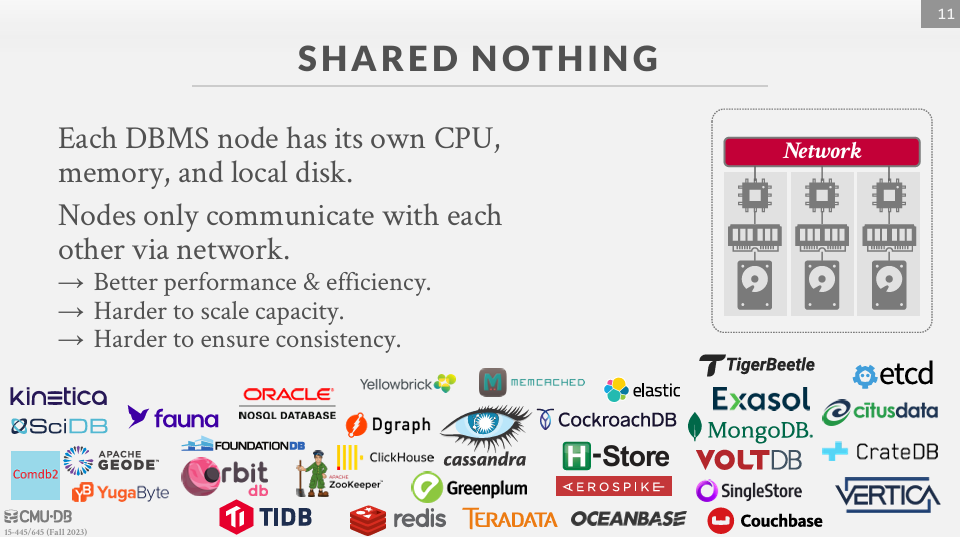 11
SHARED NOTHING
Each DBMS node has its own CPU,
memory, and local disk.
Nodes only communicate with each
other via network.
→ Better performance & efficiency.
→ Harder to scale capacity.
→ Harder to ensure consistency.
Network
kinetica
SciDB
fauna
ORACLE®
NOSQL DATABASE
Yellowbrick
MEMCACHED
elastic
TigerBeetle
etcd
Exasol
citusdata
Dgraph
cassandra
CockroachDB
MongoDB.
FOUNDATIONDB
Comdb2
APACHE
GEODE™
YugaByte
Orbit
db
APACHE
ZooKeeper™
ClickHouse
Greenplum
H-Store
AEROSPIKE
VOLTDB
CrateDB
SingleStore
VERTICA
TIDB
redis
TERADATA
OCEANBASE
Couchbase
CMU·DB
15-445/645 (Fall 2023)